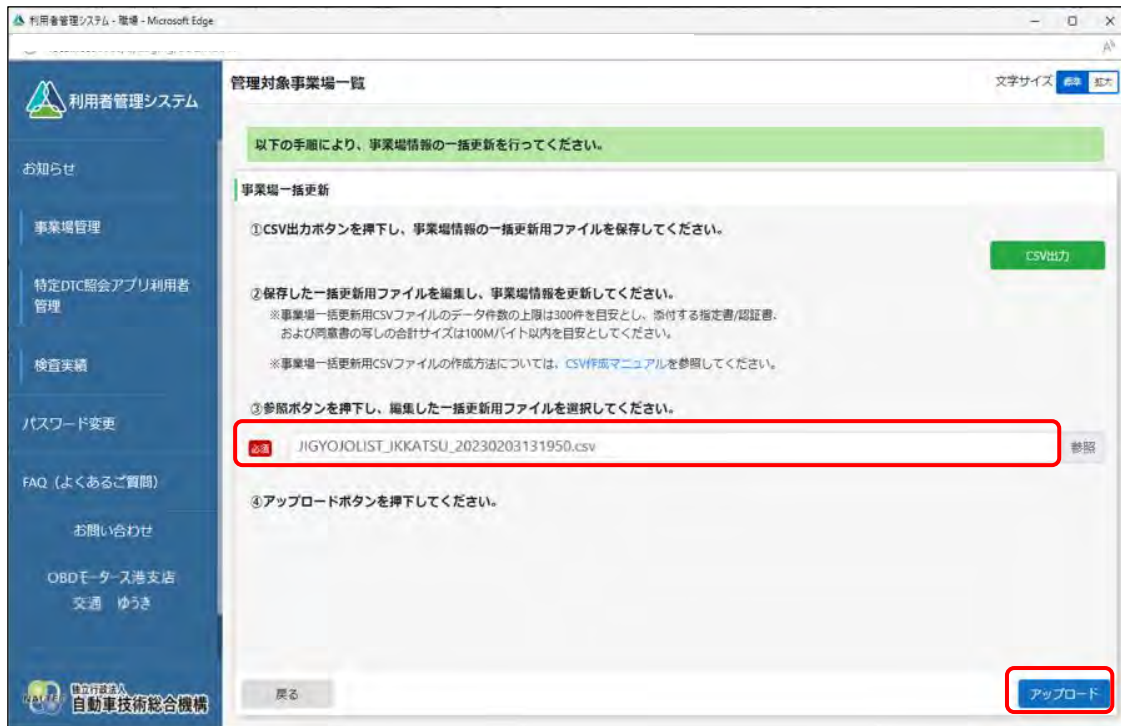 利用者管理システム - 職場 - Microsoft Edge
利用者管理システム
管理対象事業場一覧
文字サイズ 標準 拡大
以下の手順により、事業場情報の一括更新を行ってください。
お知らせ
事業場管理
特定DTC照会アプリ利用者
管理
検査実績
パスワード変更
FAQ（よくあるご質問）
お問い合わせ
OBDモータース港支店
交通　ゆうき
独立行政法人
自動車技術総合機構
事業場一括更新
①CSV出力ボタンを押下し、事業場情報の一括更新用ファイルを保存してください。
CSV出力
②保存した一括更新用ファイルを編集し、事業場情報を更新してください。
※事業場一括更新用CSVファイルのデータ件数の上限は300件を目安とし、添付する指定書/認証書、
および同意書の写しの合計サイズは100Mバイト以内を目安としてください。
※事業場一括更新用CSVファイルの作成方法については、CSV作成マニュアルを参照してください。
③参照ボタンを押下し、編集した一括更新用ファイルを選択してください。
必須 JIGYOJOLIST_IKKATSU_20230203131950.csv 参照
④アップロードボタンを押下してください。
戻る
アップロード